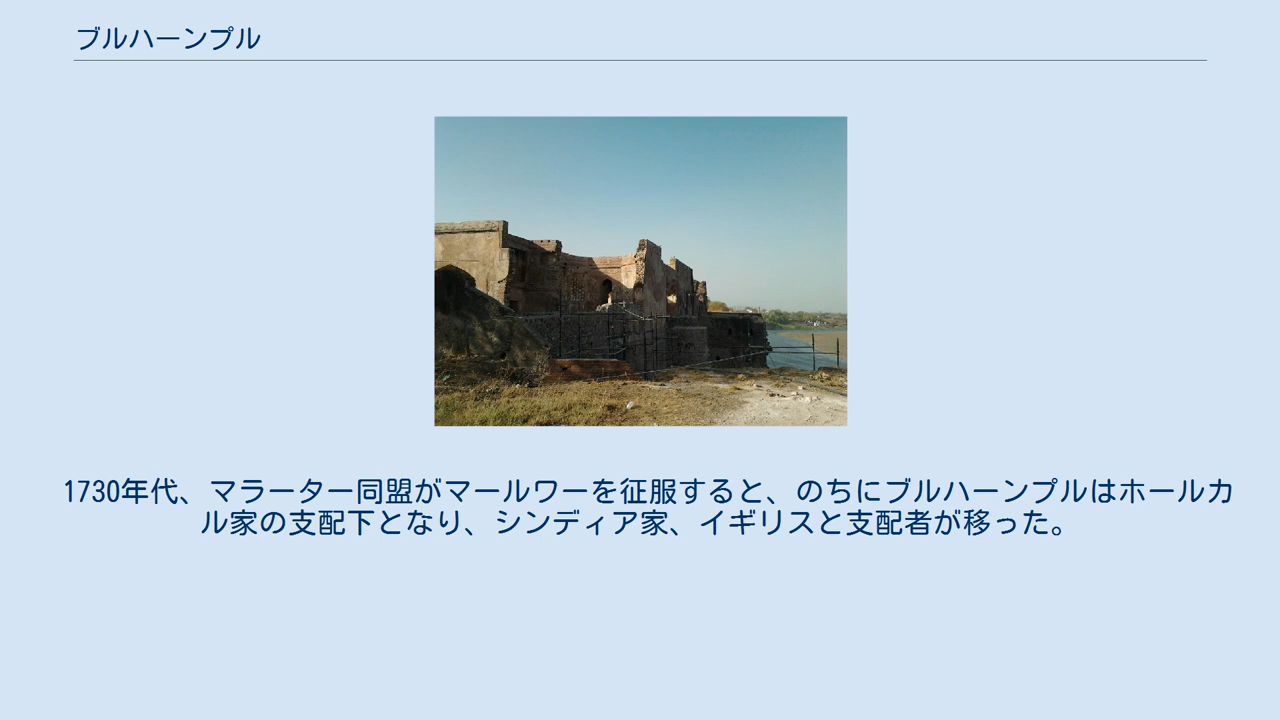 ブルハーンプル
1730年代、マラーター同盟がマールワーを征服すると、のちにブルハーンプルはホールカ
ル家の支配下となり、シンディア家、イギリスと支配者が移った。